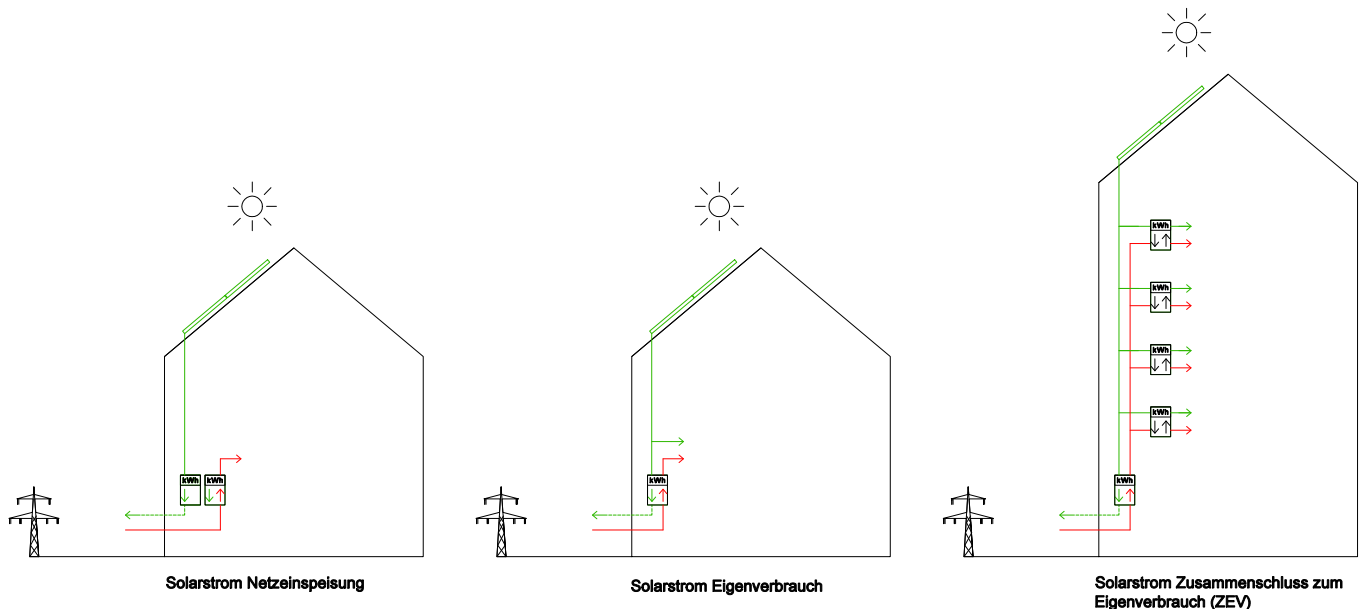 kWh
kWh
kWh
kWh
kWh kWh
kWh
kWh
Solarstrom Netzeinspeisung
Solarstrom Eigenverbrauch
Solarstrom Zusammenschluss zum
Eigenverbrauch (ZEV)